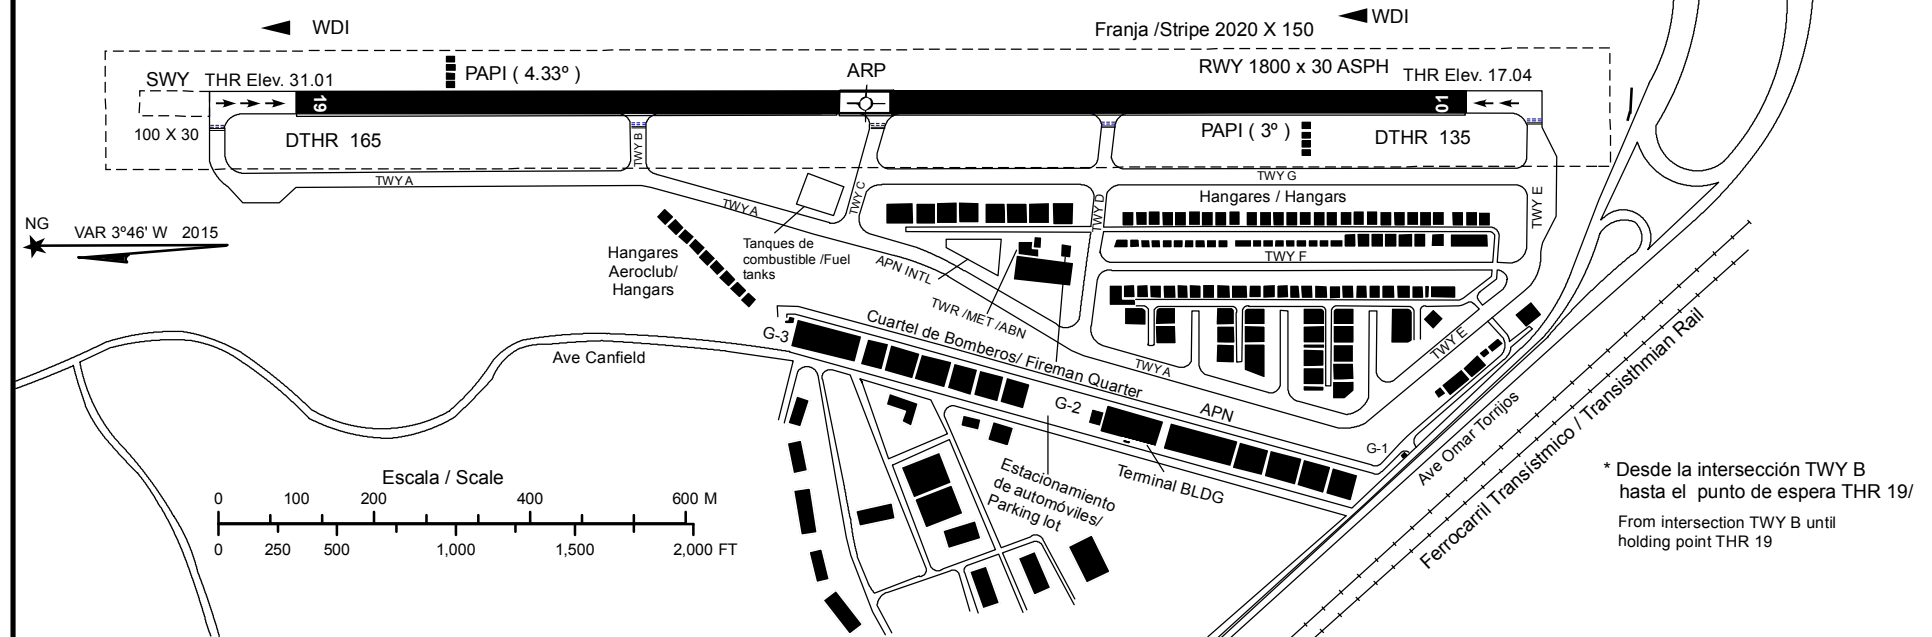 WDI
Franja /Stripe 2020 X 150
WDI
SWY
THR Elev. 31.01
PAPI ( 4.33º )
ARP
RWY 1800 x 30 ASPH
THR Elev. 17.04
19
01
100 X 30
DTHR 165
TWY B
PAPI ( 3º )
DTHR 135
TWY A
TWY G
TWY A
TWY C
TWY D
Hangares / Hangars
TWY E
NG
VAR 3º46' W 2015
Hangares
Aeroclub/
Hangars
Tanques de
combustible /Fuel
tanks
APN INTL
TWY F
TWR /MET /ABN
G-3
Cuartel de Bomberos/ Fireman Quarter
Ave Canfield
TWY A
TWY E
G-2
APN
G-1
Ave Omar Torrijos
Ferrocarril Transístmico / Transisthmian Rail
Estacionamiento
de automóviles/
Parking lot
Terminal BLDG
Escala / Scale
0 100 200 400 600 M
0 250 500 1,000 1,500 2,000 FT
* Desde la intersección TWY B
hasta el punto de espera THR 19/
From intersection TWY B until
holding point THR 19